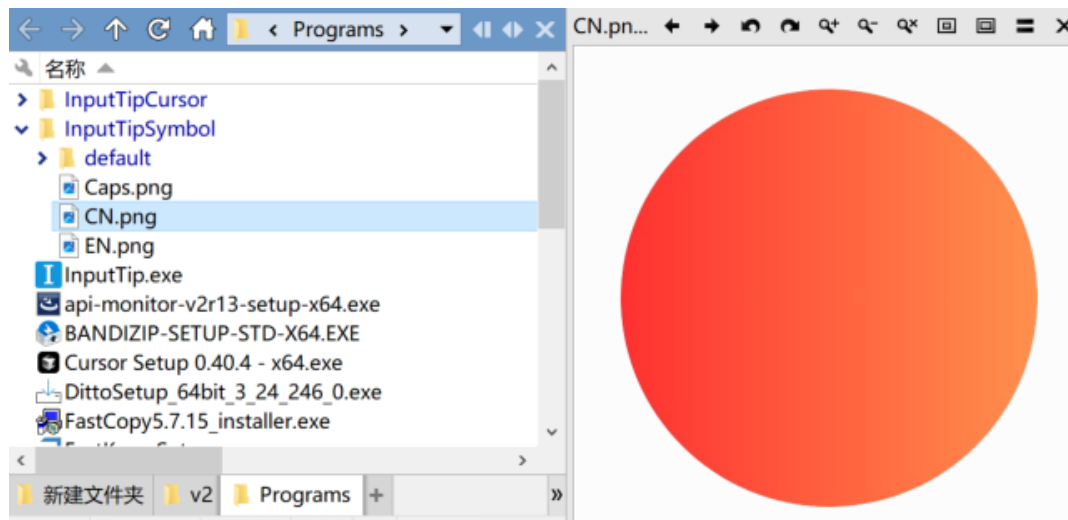 Programs
CN.pn...
名称
InputTipCursor
InputTipSymbol
default
Caps.png
CN.png
EN.png
InputTip.exe
api-monitor-v2r13-setup-x64.exe
BANDIZIP-SETUP-STD-X64.EXE
Cursor Setup 0.40.4 - x64.exe
DittoSetup_64bit_3_24_246_0.exe
FastCopy5.7.15_installer.exe
新建文件夹
v2
Programs